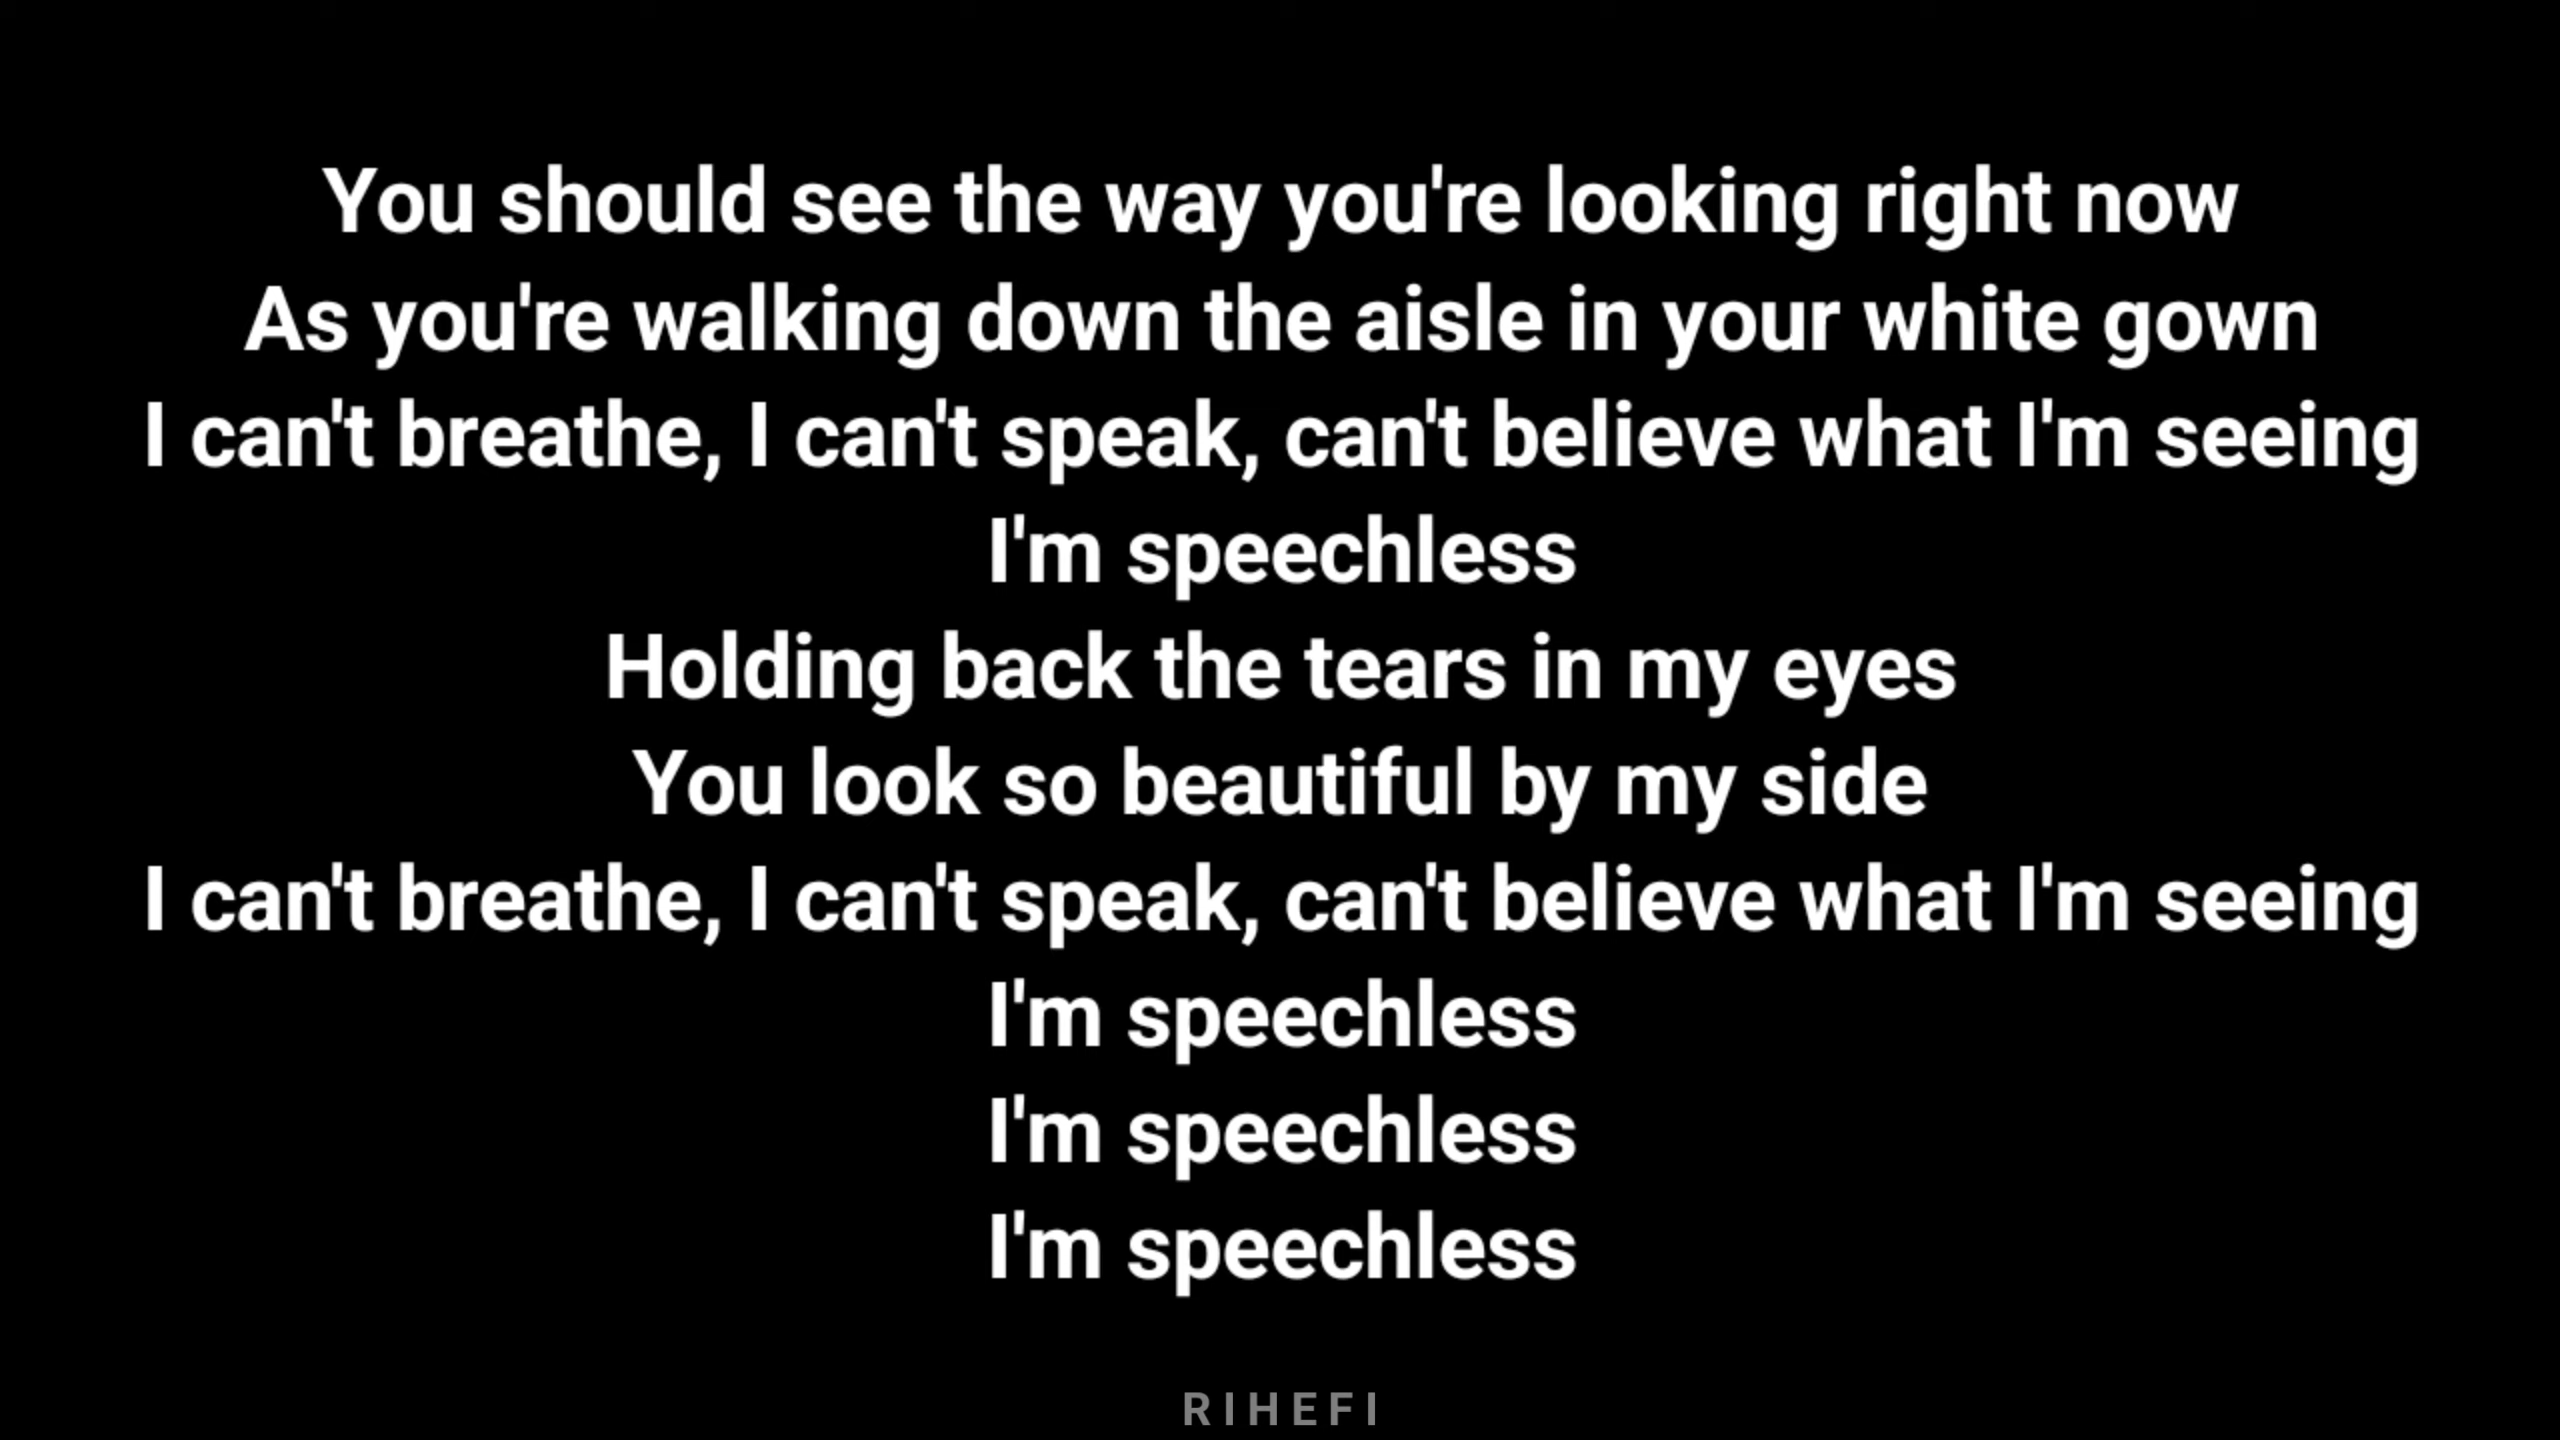 You should see the way you're looking right now
As you're walking down the aisle in your white gown
I can't breathe, I can't speak, can't believe what I'm seeing
I'm speechless
Holding back the tears in my eyes
You look so beautiful by my side
I can't breathe, I can't speak, can't believe what I'm seeing
I'm speechless
I'm speechless
I'm speechless
RIHEFI